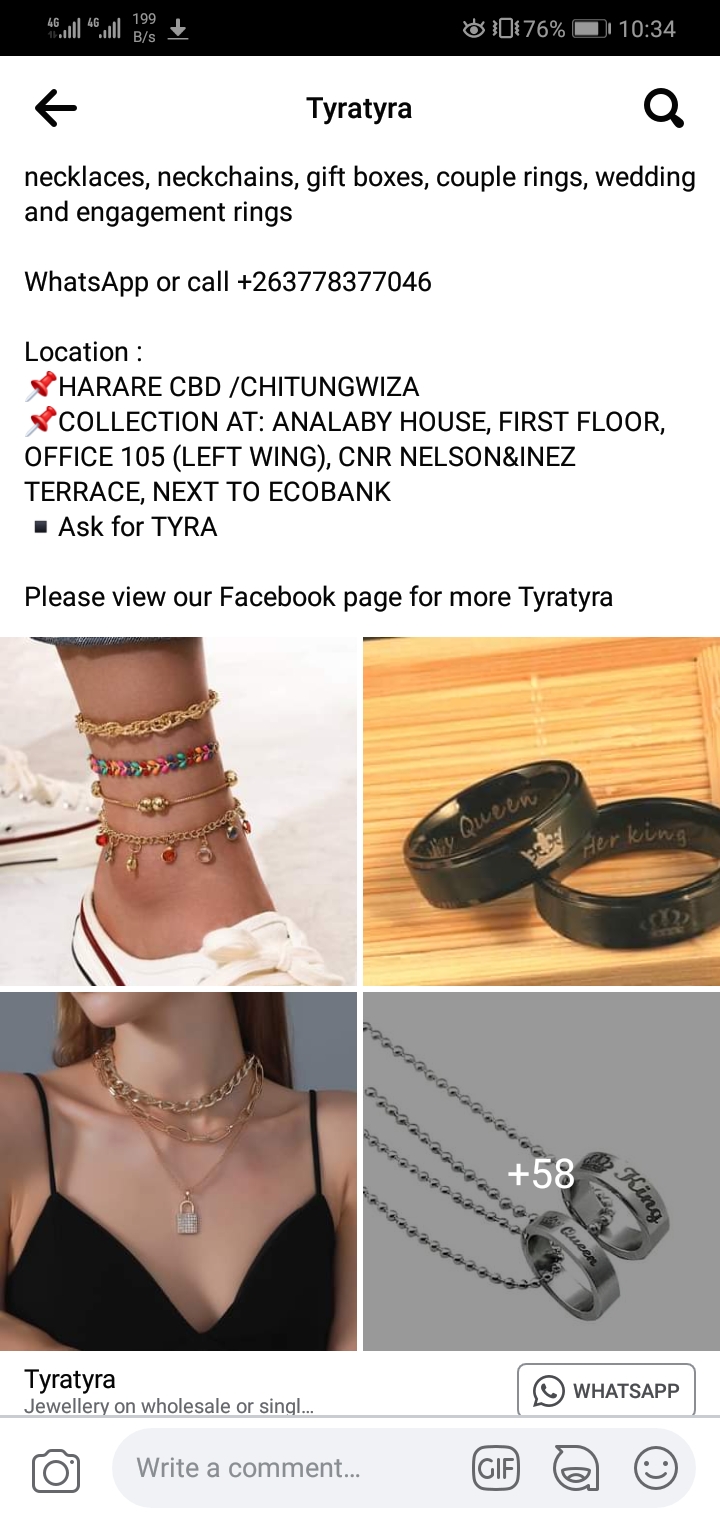 4G 4G 199 B/s 76% 10:34
Tyratyra
necklaces, neckchains, gift boxes, couple rings, wedding
and engagement rings
WhatsApp or call +263778377046
Location :
📌HARARE CBD /CHITUNGWIZA
📌COLLECTION AT: ANALABY HOUSE, FIRST FLOOR,
OFFICE 105 (LEFT WING), CNR NELSON&INEZ
TERRACE, NEXT TO ECOBANK
▪️Ask for TYRA
Please view our Facebook page for more Tyratyra
My Queen
Her king
+58
King
Queen
Tyratyra
Jewellery on wholesale or singl...
WHATSAPP
Write a comment...
GIF